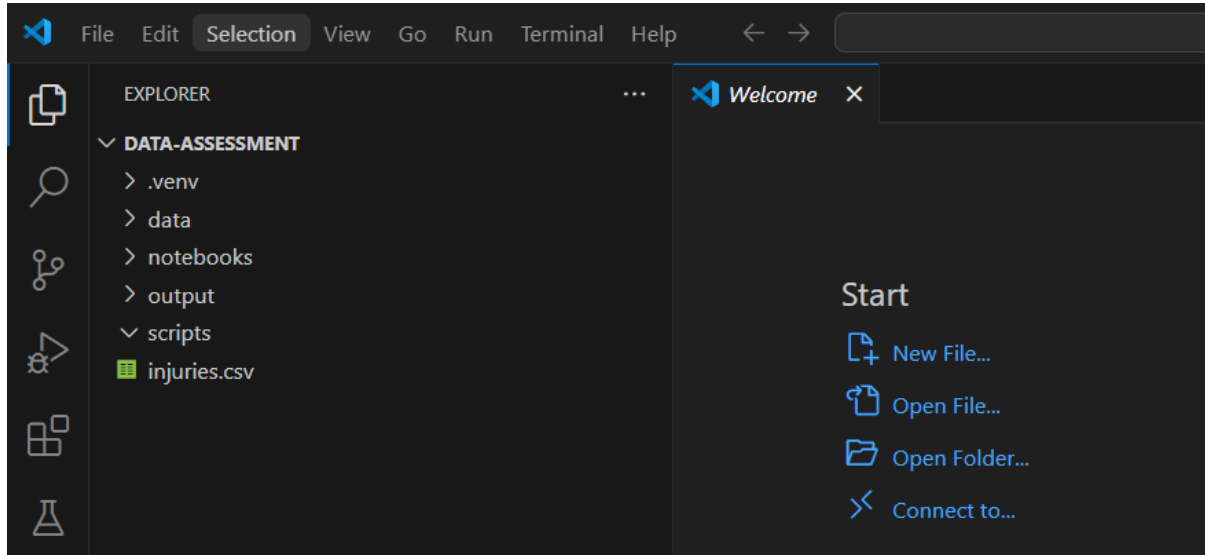 File Edit Selection View Go Run Terminal Help
EXPLORER
Welcome
DATA-ASSESSMENT
.venv
data
notebooks
output
scripts
injuries.csv
Start
New File...
Open File...
Open Folder...
Connect to...